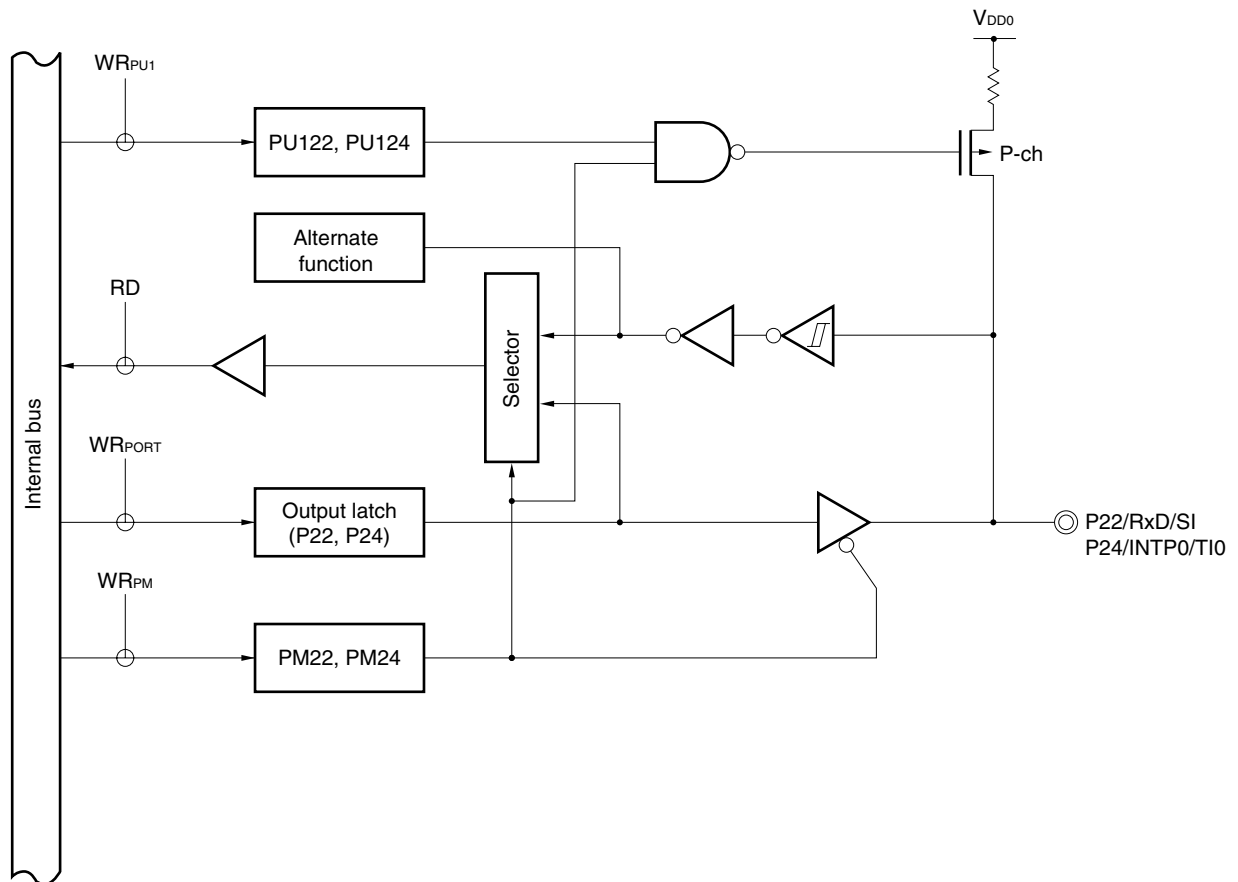 VDD0
WRPU1
PU122, PU124
P-ch
Alternate
function
RD
Selector
Internal bus
WRPORT
Output latch
(P22, P24)
P22/RxD/SI
P24/INTP0/TI0
WRPM
PM22, PM24